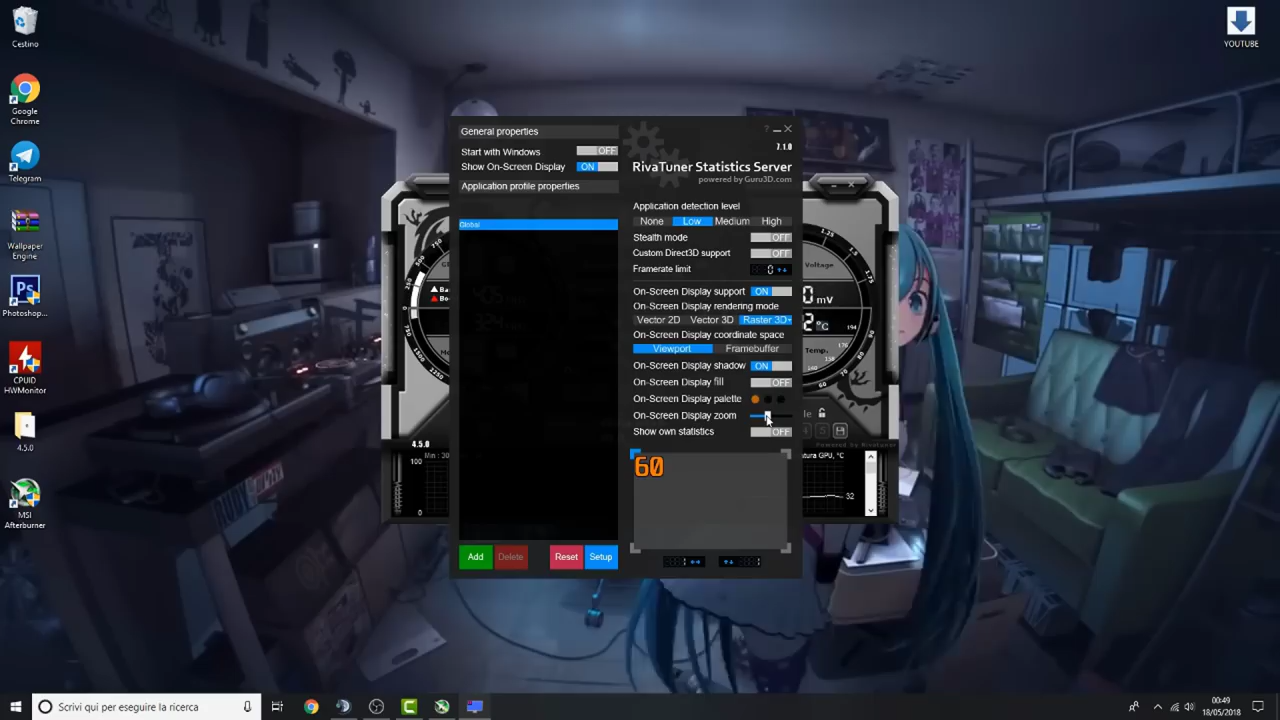 Cestino
Google
Chrome
Telegram
Wallpaper
Engine
Photoshop...
CPUID
HWMonitor
4.5.0
MSI
Afterburner
YOUTUBE
General properties
Start with Windows OFF
Show On-Screen Display ON
Application profile properties
Global
Add Delete Reset Setup
? 
7.1.0
RivaTuner Statistics Server
powered by Guru3D.com
Application detection level
None Low Medium High
Stealth mode OFF
Custom Direct3D support OFF
Framerate limit 0
On-Screen Display support ON
On-Screen Display rendering mode
Vector 2D Vector 3D Raster 3D
On-Screen Display coordinate space
Viewport Framebuffer
On-Screen Display shadow ON
On-Screen Display fill OFF
On-Screen Display palette
On-Screen Display zoom
Show own statistics OFF
60
4.5.0
100
0
Voltage
mV
°C
Temp.
32
Scrivi qui per eseguire la ricerca
00:49
18/05/2018